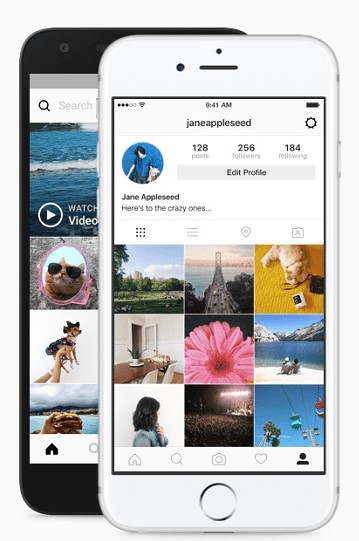 Search
WATCH
Video
9:41 AM
janeappleseed
128
posts
256
followers
184
following
Edit Profile
Jane Appleseed
Here's to the crazy ones...